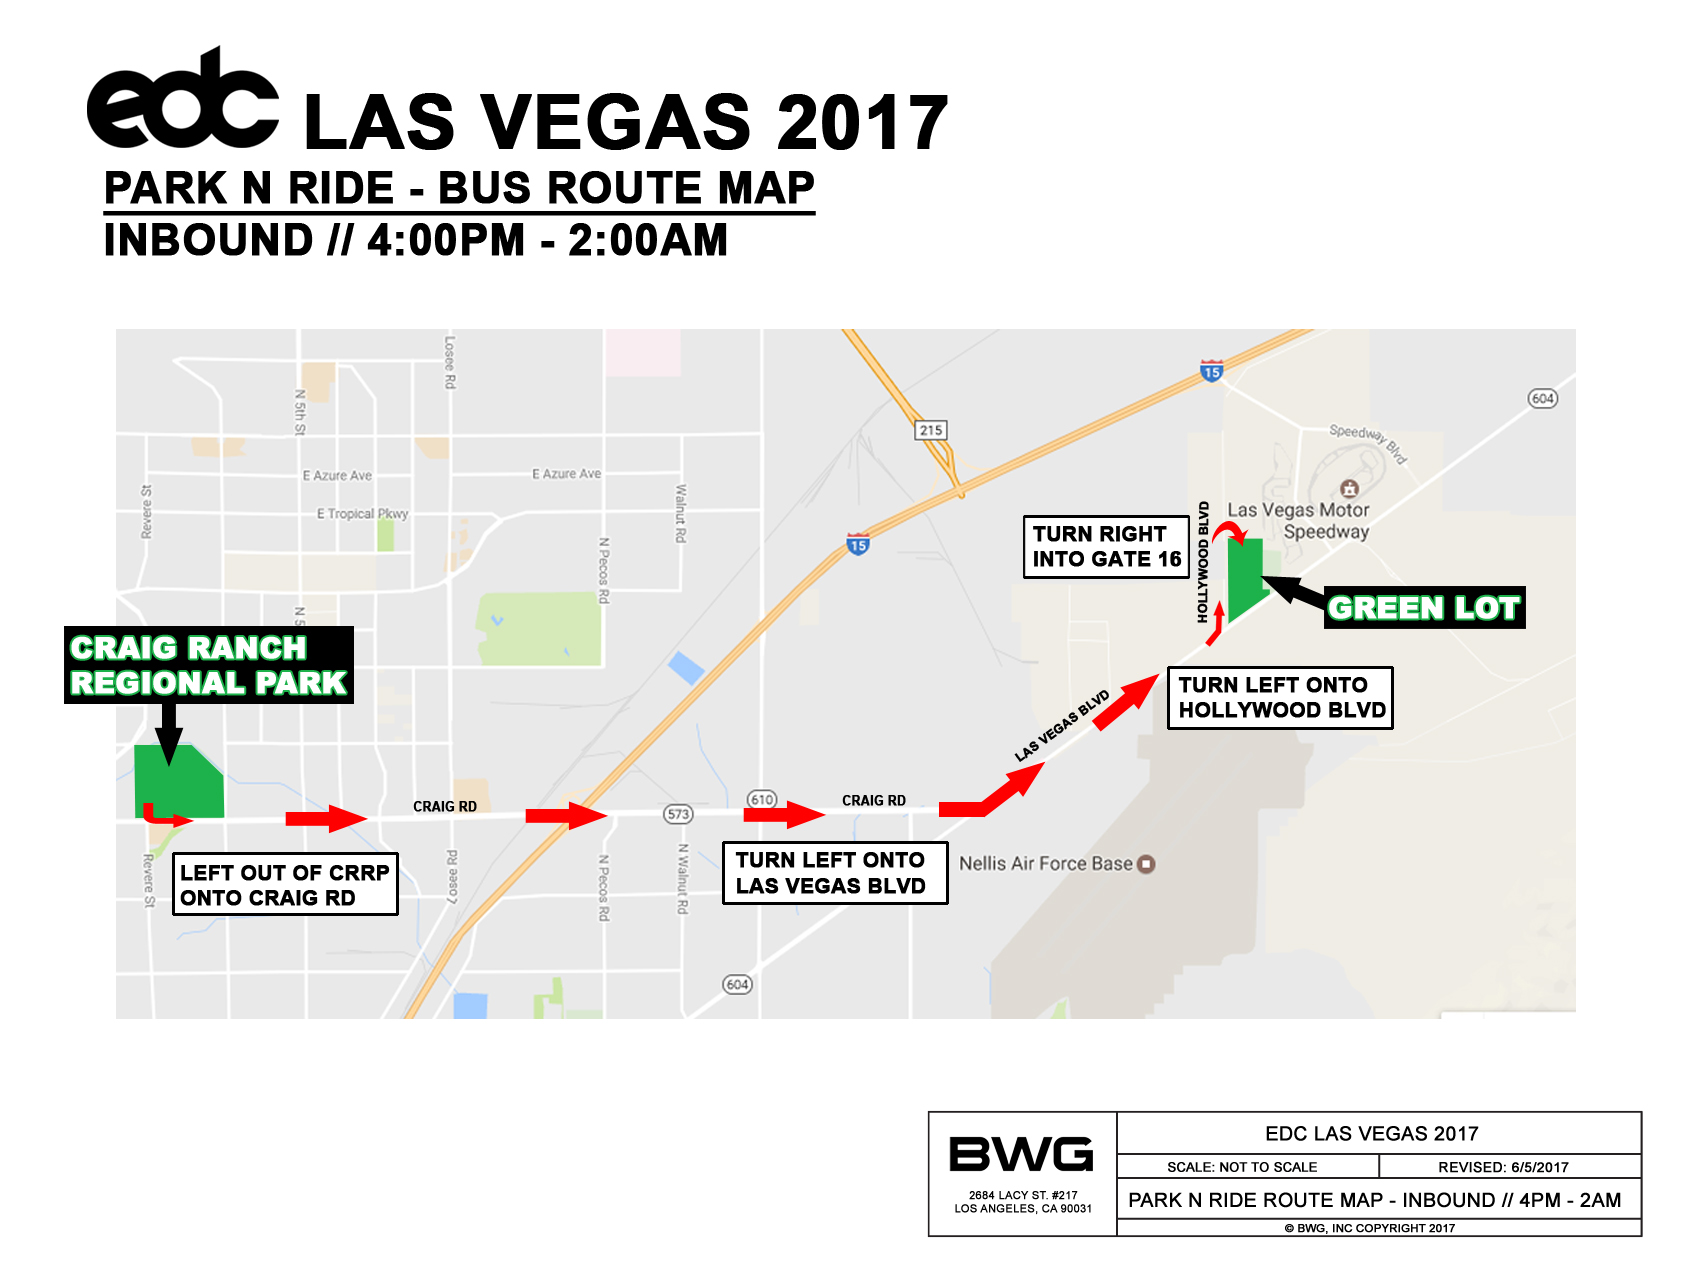 edc LAS VEGAS 2017
PARK N RIDE - BUS ROUTE MAP
INBOUND // 4:00PM - 2:00AM
Losee Rd
15
604
N 5th St
215
Speedway Blvd
E Azure Ave
E Azure Ave
Revere St
Walnut Rd
E Tropical Pkwy
Las Vegas Motor
Speedway
HOLLYWOOD BLVD
TURN RIGHT
INTO GATE 16
15
N Pecos Rd
GREEN LOT
N 5
CRAIG RANCH
REGIONAL PARK
TURN LEFT ONTO
HOLLYWOOD BLVD
LAS VEGAS BLVD
CRAIG RD
610
CRAIG RD
573
LEFT OUT OF CRRP
ONTO CRAIG RD
TURN LEFT ONTO
LAS VEGAS BLVD
Nellis Air Force Base
Revere St
Losee Rd
N Pecos Rd
N Walnut Rd
604
BWG
2684 LACY ST. #217
LOS ANGELES, CA 90031
EDC LAS VEGAS 2017
SCALE: NOT TO SCALE
REVISED: 6/5/2017
PARK N RIDE ROUTE MAP - INBOUND // 4PM - 2AM
© BWG, INC COPYRIGHT 2017